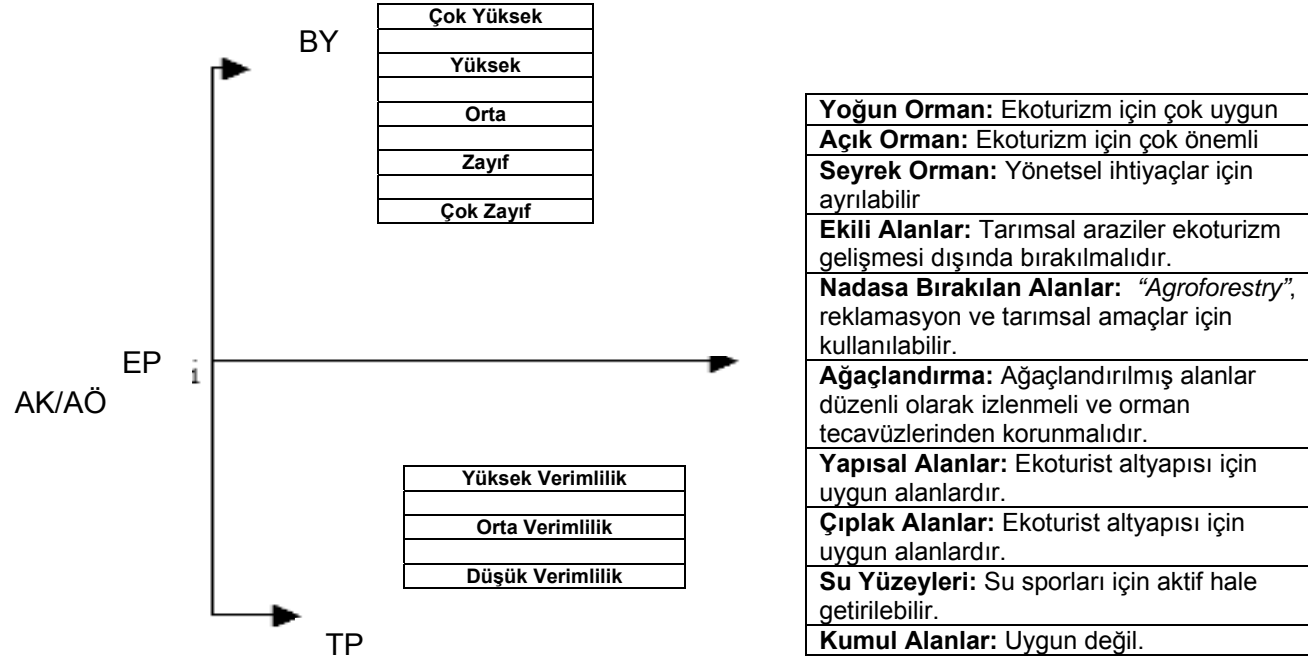 BY
Çok Yüksek
Yüksek
Orta
Zayıf
Çok Zayıf
EP
1
AK/AÖ
Yüksek Verimlilik
Orta Verimlilik
Düşük Verimlilik
TP
Yoğun Orman: Ekoturizm için çok uygun
Açık Orman: Ekoturizm için çok önemli
Seyrek Orman: Yönetsel ihtiyaçlar için
ayrılabilir
Ekili Alanlar: Tarımsal araziler ekoturizm
gelişmesi dışında bırakılmalıdır.
Nadasa Bırakılan Alanlar: “Agroforestry”,
reklamasyon ve tarımsal amaçlar için
kullanılabilir.
Ağaçlandırma: Ağaçlandırılmış alanlar
düzenli olarak izlenmeli ve orman
tecavüzlerinden korunmalıdır.
Yapısal Alanlar: Ekoturist altyapısı için
uygun alanlardır.
Çıplak Alanlar: Ekoturist altyapısı için
uygun alanlardır.
Su Yüzeyleri: Su sporları için aktif hale
getirilebilir.
Kumul Alanlar: Uygun değil.